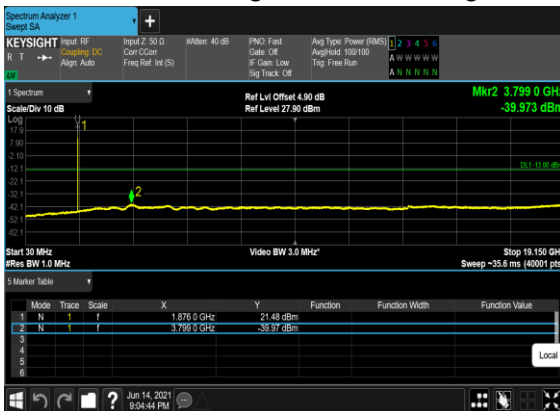 Spectrum Analyzer 1
Swept SA
KEYSIGHT
R T
LV
Input: RF
Coupling: DC
Align: Auto
Input Z: 50 Ω
Corr CCorr
Freq Ref: Int (S)
#Atten: 40 dB
PNO: Fast
Gate: Off
IF Gain: Low
Sig Track: Off
Avg Type: Power (RMS)
Avg|Hold: 100/100
Trig: Free Run
1 2 3 4 5 6
A W W W W W
A N N N N N
1 Spectrum
Scale/Div 10 dB
Ref Lvl Offset 4.90 dB
Ref Level 27.90 dBm
Mkr2 3.799 0 GHz
-39.973 dBm
Log
17.9
7.90
-2.10
-12.1
-22.1
-32.1
-42.1
-52.1
-62.1
1
2
DL1 -13.00 dBm
Start 30 MHz
#Res BW 1.0 MHz
Video BW 3.0 MHz*
Stop 19.150 GHz
Sweep ~35.6 ms (40001 pts)
5 Marker Table
Mode Trace Scale X Y Function Function Width Function Value
1 N 1 f 1.876 0 GHz 21.48 dBm
2 N 1 f 3.799 0 GHz -39.97 dBm
3
4
5
6
Local
?
Jun 14, 2021
9:04:44 PM